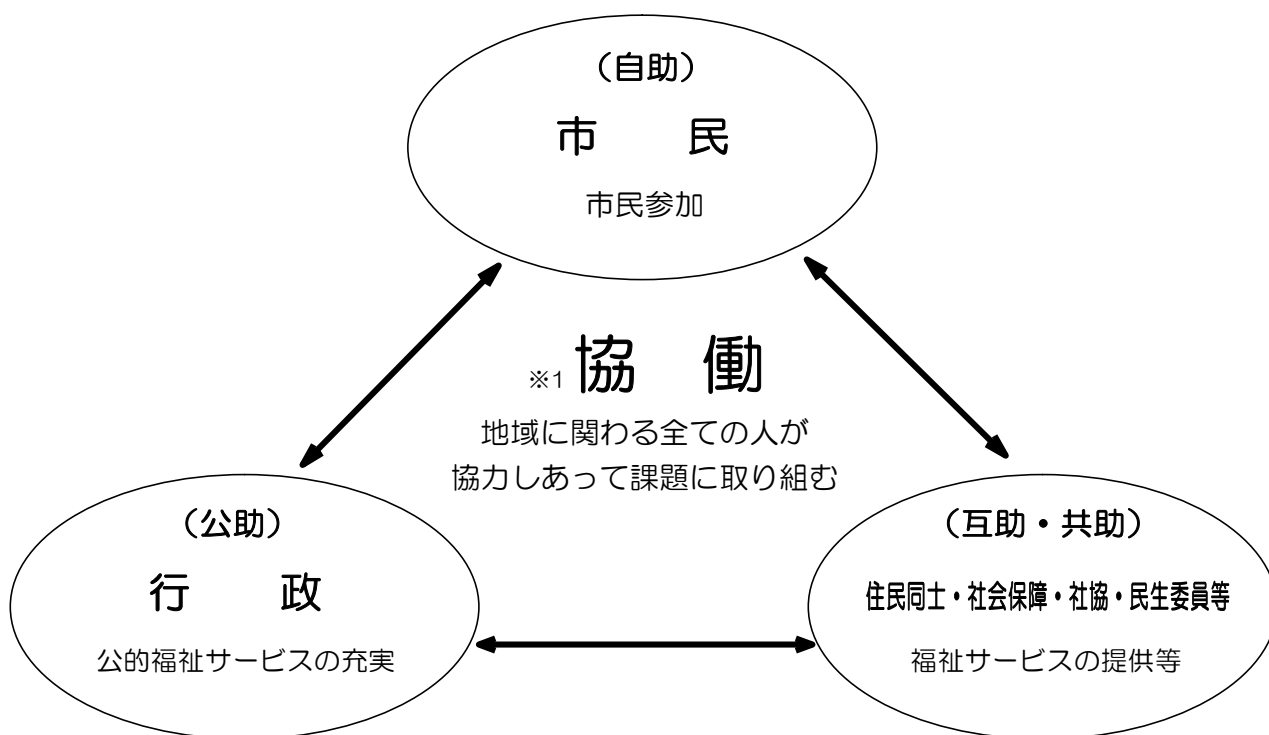 （自助）
市　民
市民参加
※1 協　働
地域に関わる全ての人が
協力しあって課題に取り組む
（公助）
行　政
公的福祉サービスの充実
（互助・共助）
住民同士・社会保障・社協・民生委員等
福祉サービスの提供等